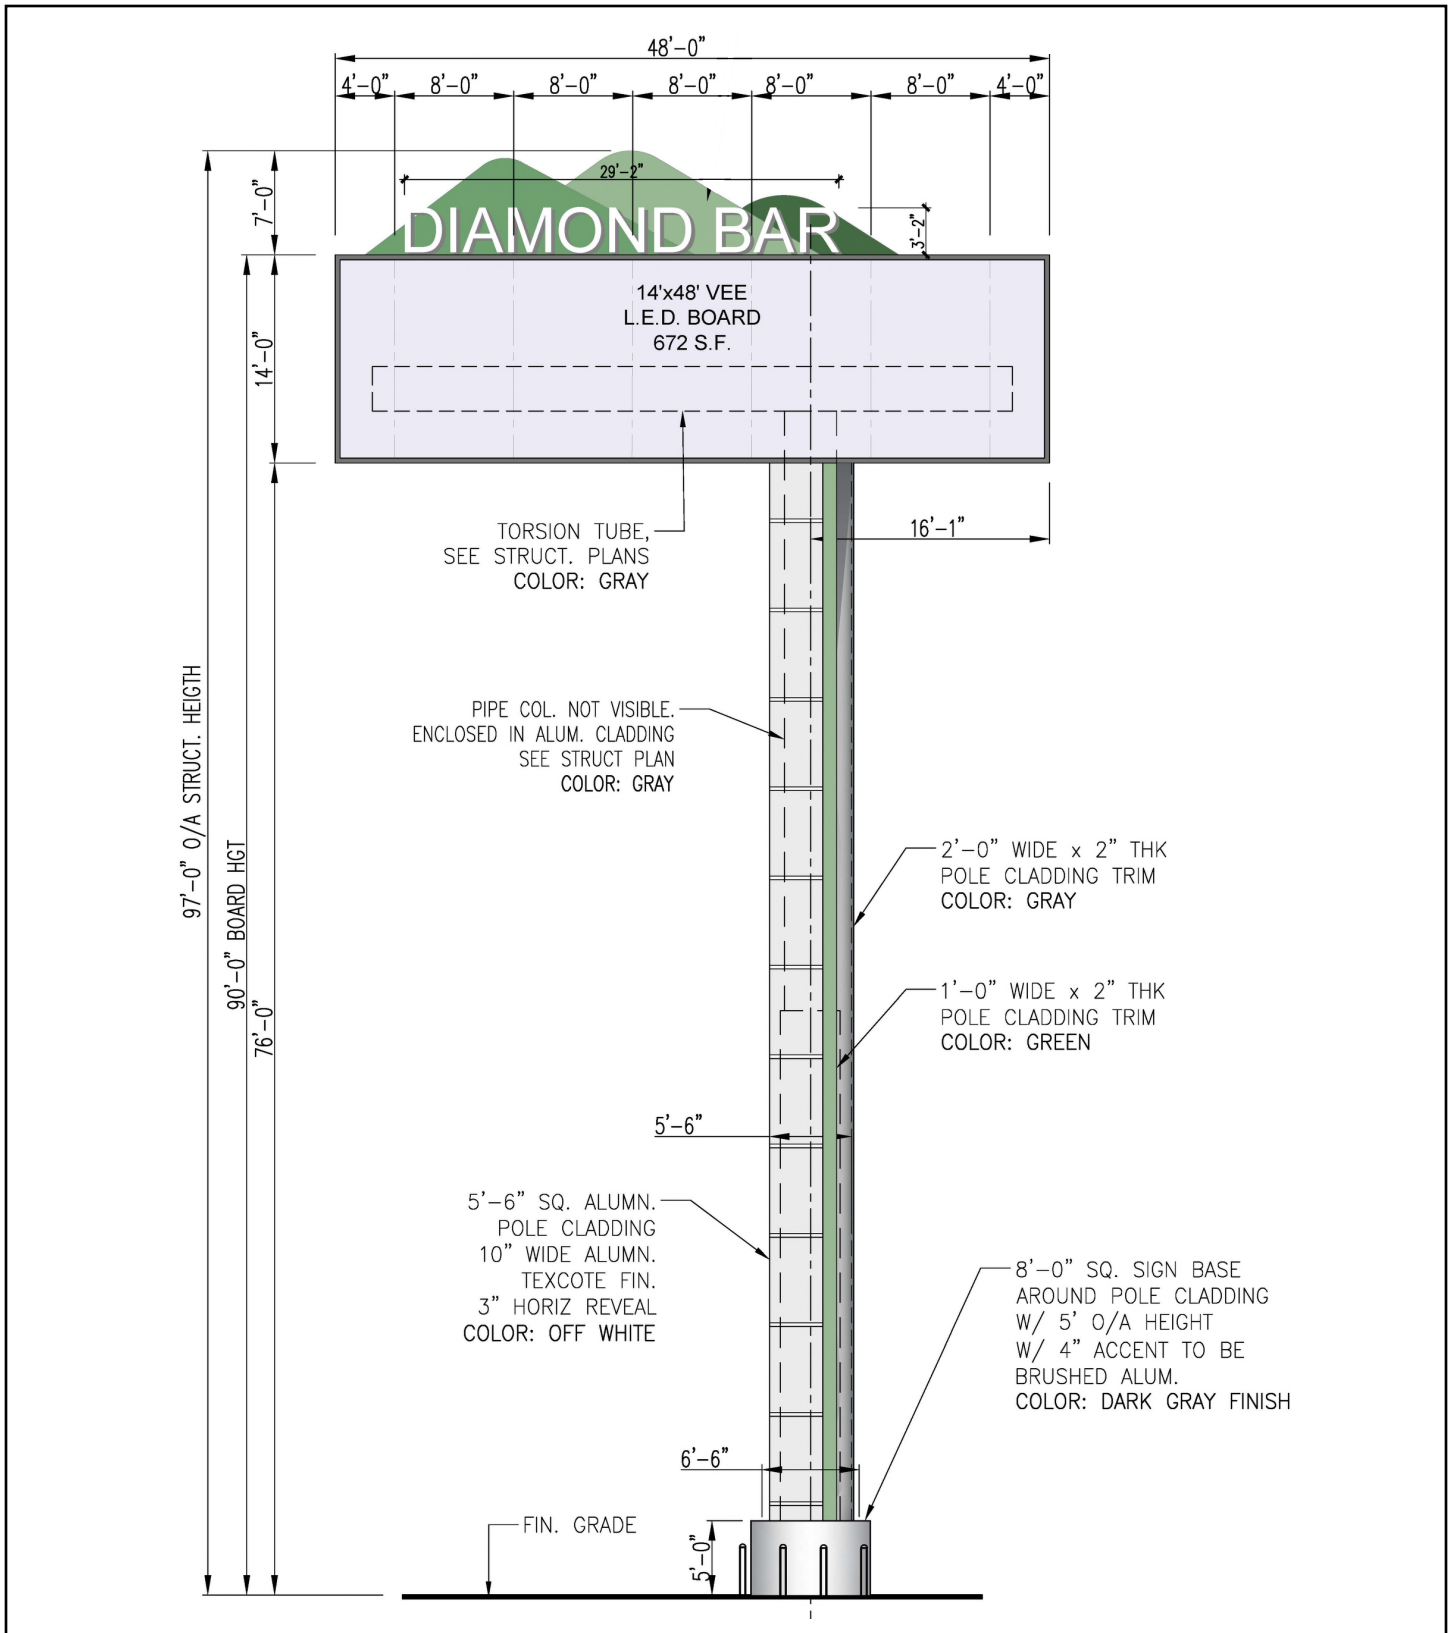 48'-0"
4'-0" 8'-0" 8'-0" 8'-0" 8'-0" 8'-0" 4'-0"
7'-0"
29'-2"
DIAMOND BAR
3'-2"
14'x48' VEE
L.E.D. BOARD
672 S.F.
14'-0"
TORSION TUBE,
SEE STRUCT. PLANS
COLOR: GRAY
16'-1"
97'-0" O/A STRUCT. HEIGTH
90'-0" BOARD HGT
76'-0"
PIPE COL. NOT VISIBLE.
ENCLOSED IN ALUM. CLADDING
SEE STRUCT PLAN
COLOR: GRAY
2'-0" WIDE x 2" THK
POLE CLADDING TRIM
COLOR: GRAY
1'-0" WIDE x 2" THK
POLE CLADDING TRIM
COLOR: GREEN
5'-6"
5'-6" SQ. ALUMN.
POLE CLADDING
10" WIDE ALUMN.
TEXCOTE FIN.
3" HORIZ REVEAL
COLOR: OFF WHITE
8'-0" SQ. SIGN BASE
AROUND POLE CLADDING
W/ 5' O/A HEIGHT
W/ 4" ACCENT TO BE
BRUSHED ALUM.
COLOR: DARK GRAY FINISH
6'-6"
FIN. GRADE
5'-0"